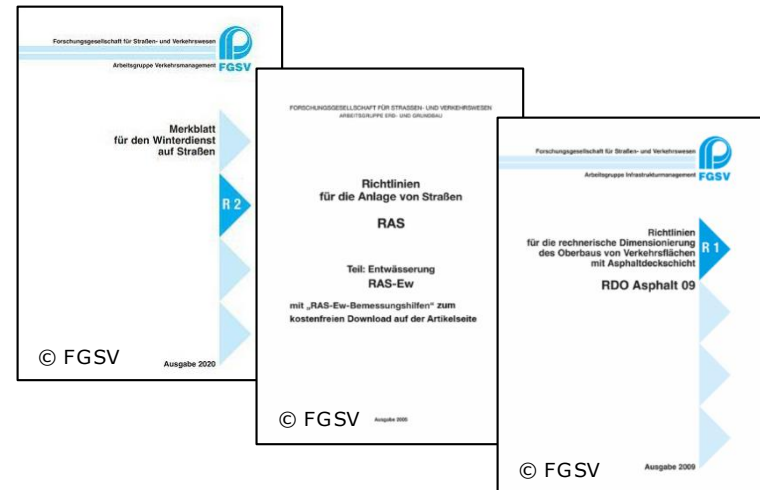 Forschungsgesellschaft für Straßen- und Verkehrswesen
Arbeitsgruppe Verkehrsmanagement
FGSV
Merkblatt
für den Winterdienst
auf Straßen
R 2
© FGSV
Ausgabe 2020
FORSCHUNGSGESELLSCHAFT FÜR STRASSEN- UND VERKEHRSWESEN
ARBEITSGRUPPE ERD- UND GRUNDBAU
Richtlinien
für die Anlage von Straßen
RAS
Teil: Entwässerung
RAS-Ew
mit „RAS-Ew-Bemessungshilfen" zum
kostenfreien Download auf der Artikelseite
© FGSV
Ausgabe 2005
Forschungsgesellschaft für Straßen- und Verkehrswesen
Arbeitsgruppe Infrastrukturmanagement
FGSV
Richtlinien
für die rechnerische Dimensionierung
des Oberbaus von Verkehrsflächen
mit Asphaltdeckschicht
R 1
RDO Asphalt 09
© FGSV
Ausgabe 2009